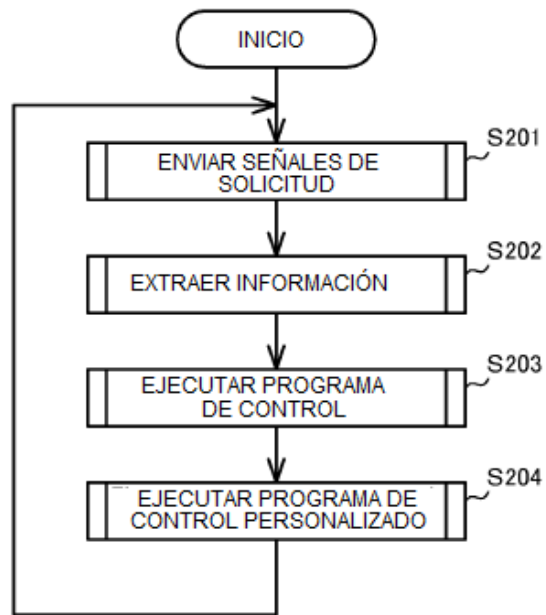 INICIO
S201
ENVIAR SEÑALES DE
SOLICITUD
S202
EXTRAER INFORMACIÓN
S203
EJECUTAR PROGRAMA
DE CONTROL
S204
EJECUTAR PROGRAMA DE
CONTROL PERSONALIZADO